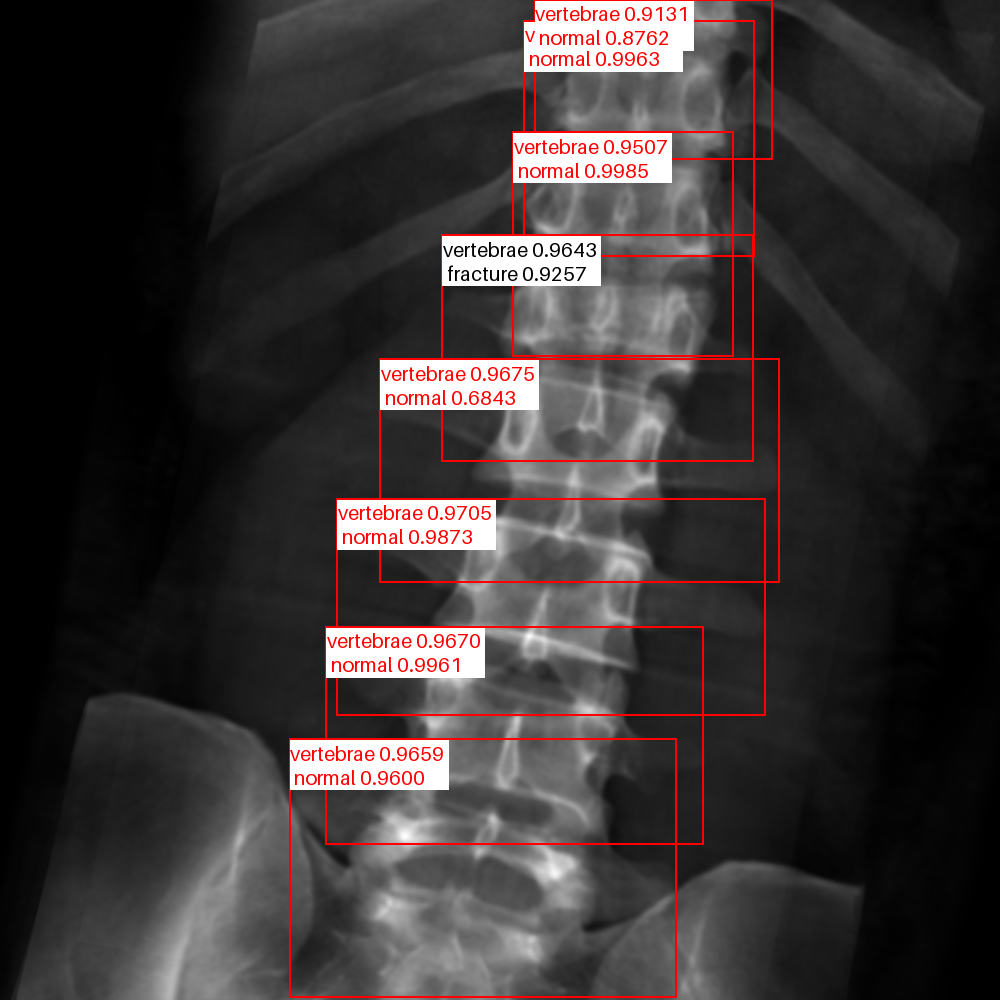 vertebrae 0.9131
normal 0.8762
v
normal 0.9963
vertebrae 0.9507
normal 0.9985
vertebrae 0.9643
fracture 0.9257
vertebrae 0.9675
normal 0.6843
vertebrae 0.9705
normal 0.9873
vertebrae 0.9670
normal 0.9961
vertebrae 0.9659
normal 0.9600